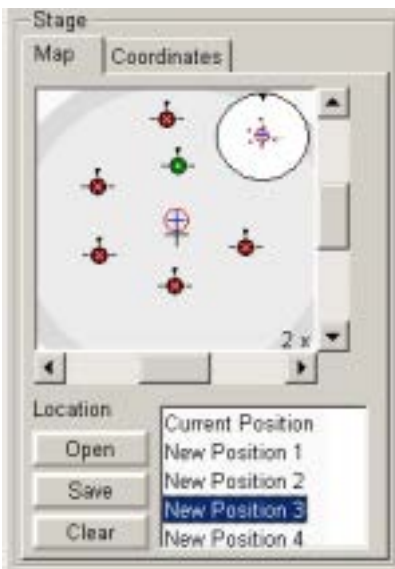 Stage
Map Coordinates
2 x
Location
Open
Save
Clear
Current Position
New Position 1
New Position 2
New Position 3
New Position 4